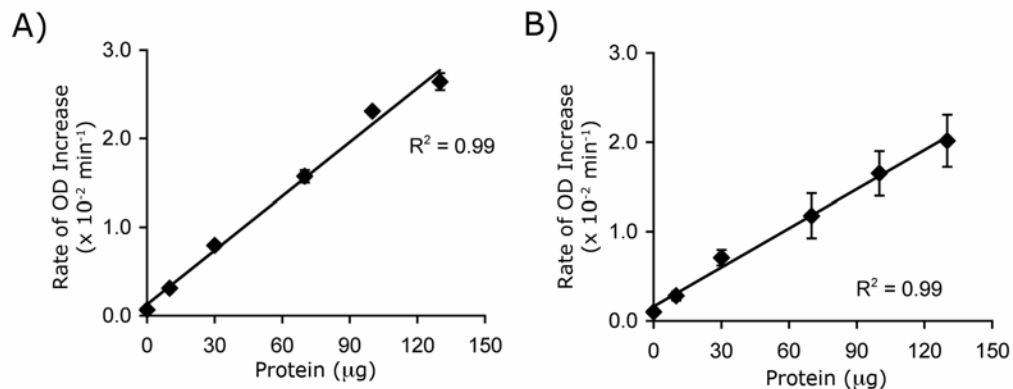 A)
3.0
2.0
1.0
0.0
Rate of OD Increase
(x 10⁻² min⁻¹)
R² = 0.99
0 30 60 90 120 150
Protein (μg)
B)
3.0
2.0
1.0
0.0
Rate of OD Increase
(x 10⁻² min⁻¹)
R² = 0.99
0 30 60 90 120 150
Protein (μg)